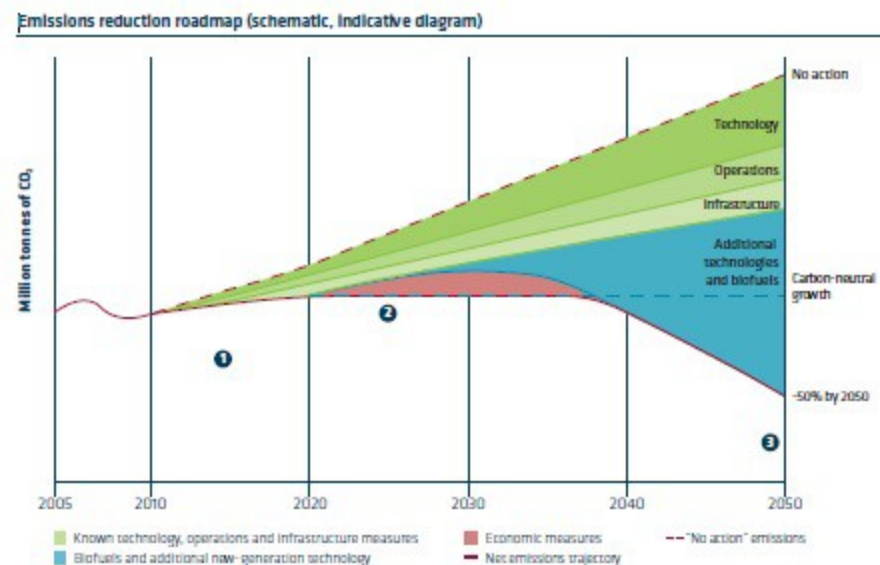 Emissions reduction roadmap (schematic, indicative diagram)
No action
Technology
Operations
Infrastructure
Additional
technologies
and biofuels
Carbon-neutral
growth
-50% by 2050
Million tonnes of CO₂
1
2
3
2005 2010 2020 2030 2040 2050
Known technology, operations and infrastructure measures
Economic measures
"No action" emissions
Biofuels and additional new-generation technology
Net emissions trajectory